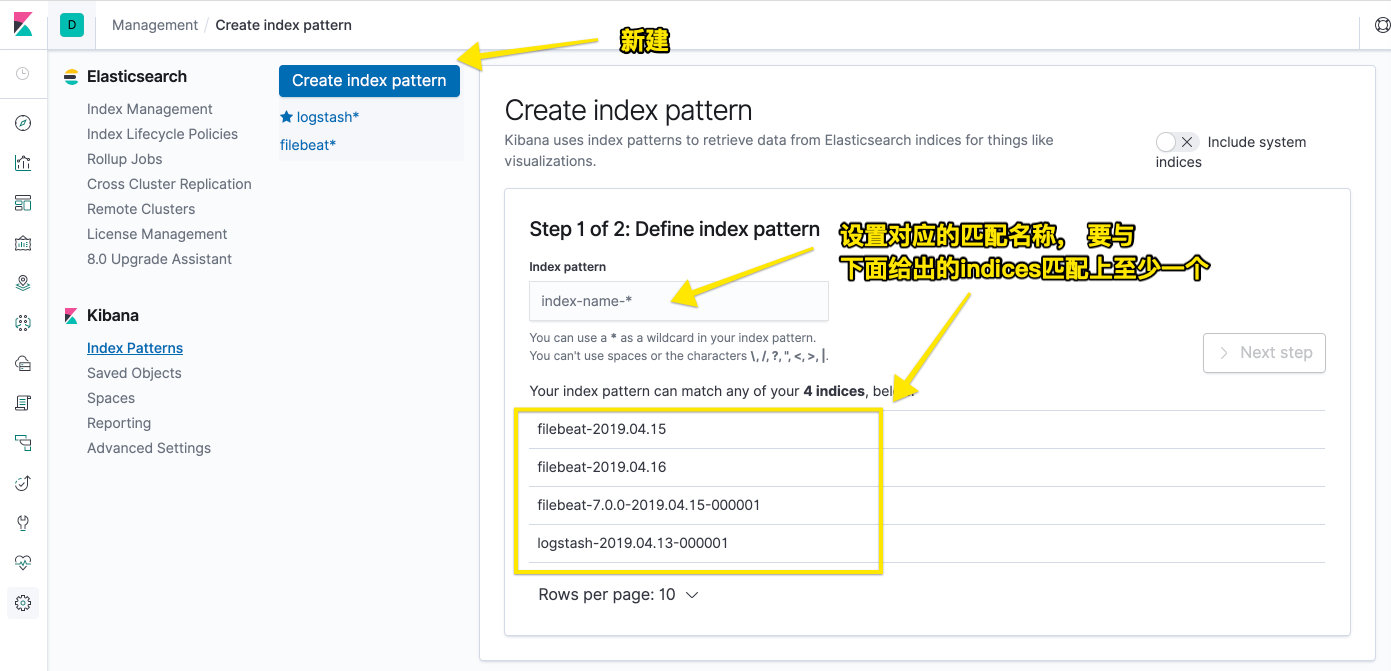 D
Management / Create index pattern
新建
Elasticsearch
Index Management
Index Lifecycle Policies
Rollup Jobs
Cross Cluster Replication
Remote Clusters
License Management
8.0 Upgrade Assistant
Kibana
Index Patterns
Saved Objects
Spaces
Reporting
Advanced Settings
Create index pattern
logstash*
filebeat*
Create index pattern
Kibana uses index patterns to retrieve data from Elasticsearch indices for things like
visualizations.
Include system
indices
Step 1 of 2: Define index pattern
设置对应的匹配名称， 要与
下面给出的indices匹配上至少一个
Index pattern
index-name-*
You can use a * as a wildcard in your index pattern.
You can't use spaces or the characters \, /, ?, ", <, >, |.
Next step
Your index pattern can match any of your 4 indices,
filebeat-2019.04.15
filebeat-2019.04.16
filebeat-7.0.0-2019.04.15-000001
logstash-2019.04.13-000001
Rows per page: 10